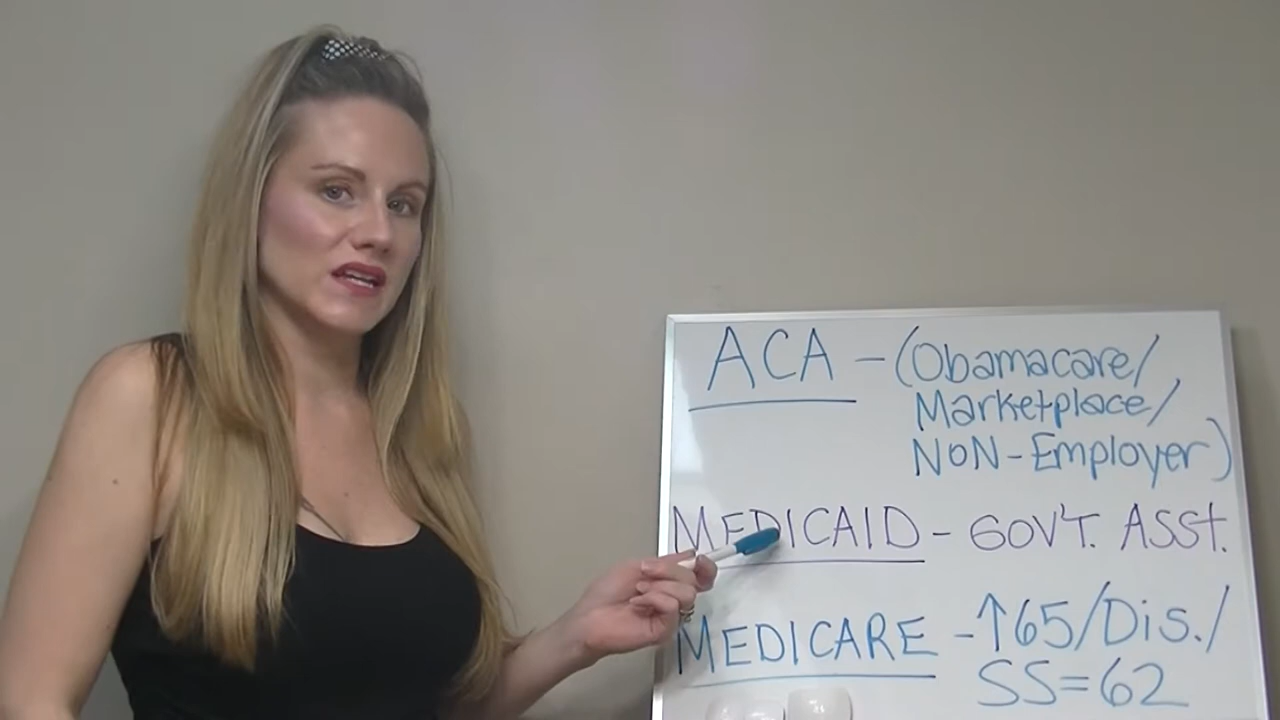 ACA - (Obamacare/
Marketplace/
NON-Employer)
MEDICAID - GOV'T. ASST.
MEDICARE - ↑65/Dis./
SS=62